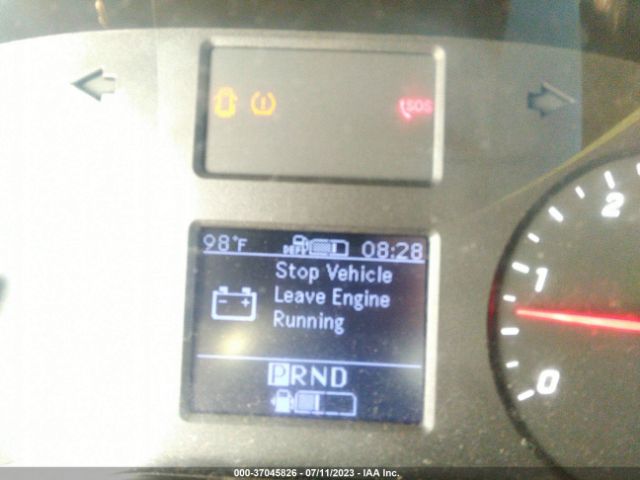 SOS
98°F DEF 08:28
Stop Vehicle
Leave Engine
Running
PRND
2
1
0
000-37045826 - 07/11/2023 - IAA Inc.